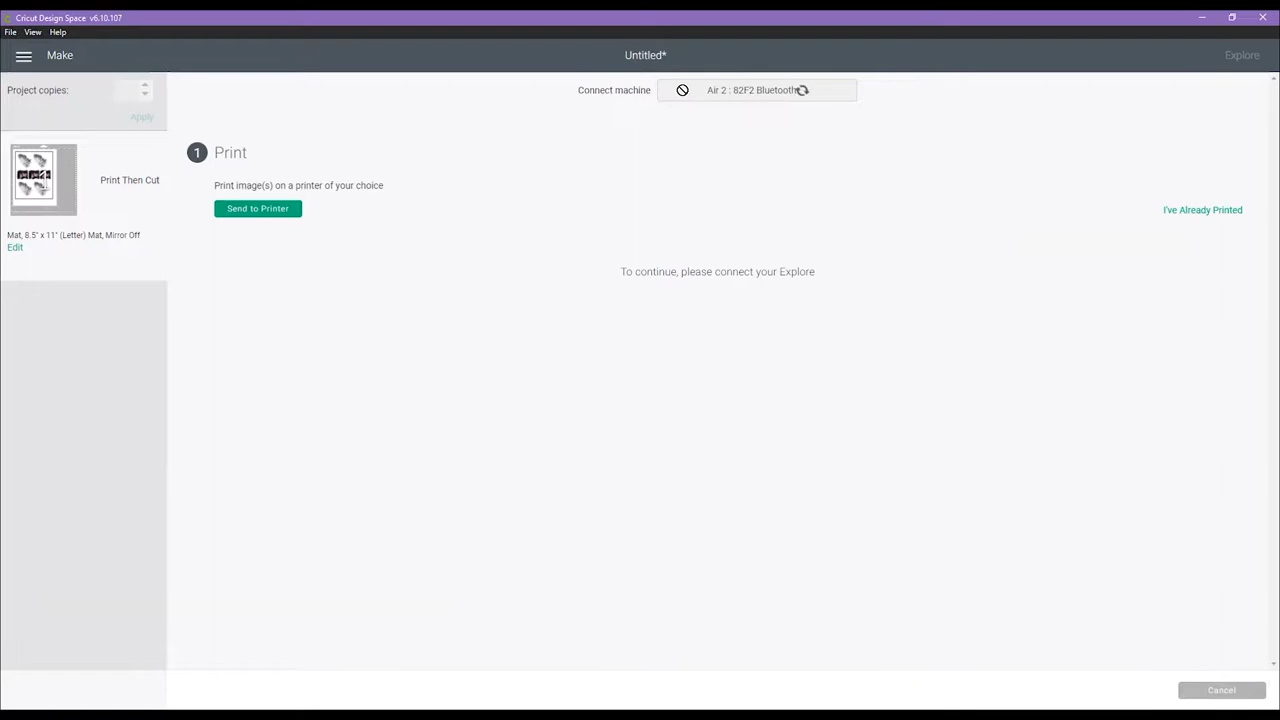 Cricut Design Space v6.10.107
File View Help
Make
Untitled*
Explore
Project copies:
Connect machine
Air 2 : 82F2 Bluetooth
Apply
1 Print
Print Then Cut
Print image(s) on a printer of your choice
Send to Printer
I've Already Printed
Mat, 8.5" x 11" (Letter) Mat, Mirror Off
Edit
To continue, please connect your Explore
Cancel